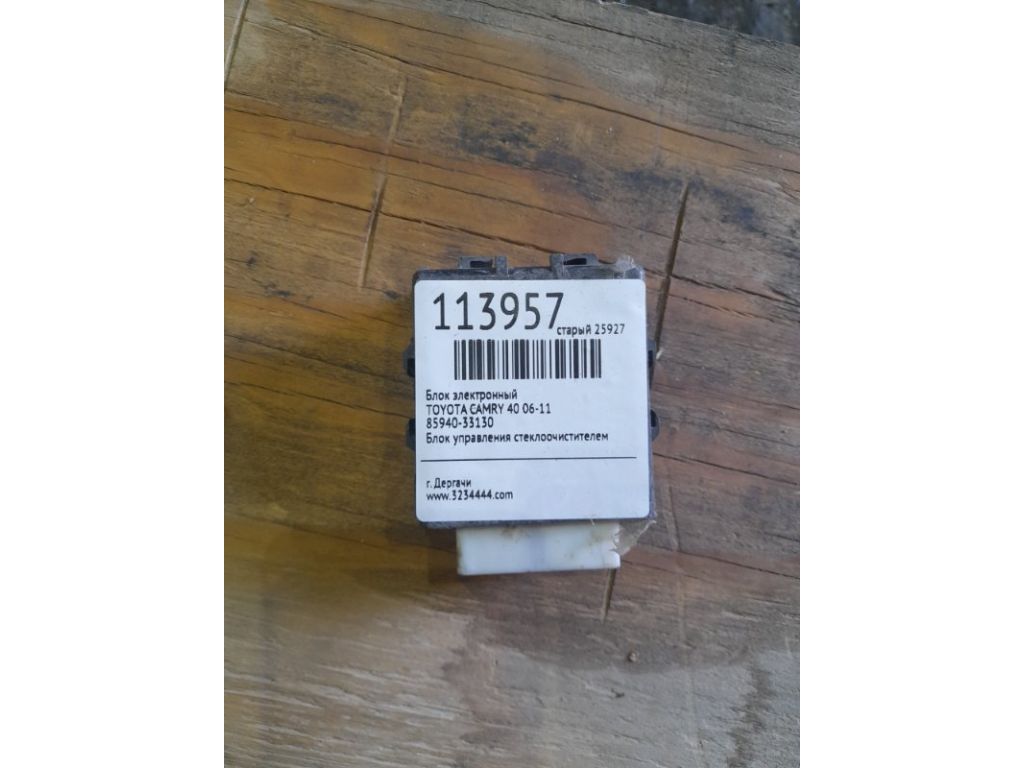 113957
старый 25927
Блок электронный
TOYOTA CAMRY 40 06-11
85940-33130
Блок управления стеклоочистителем
г. Дергачи
www.3234444.com